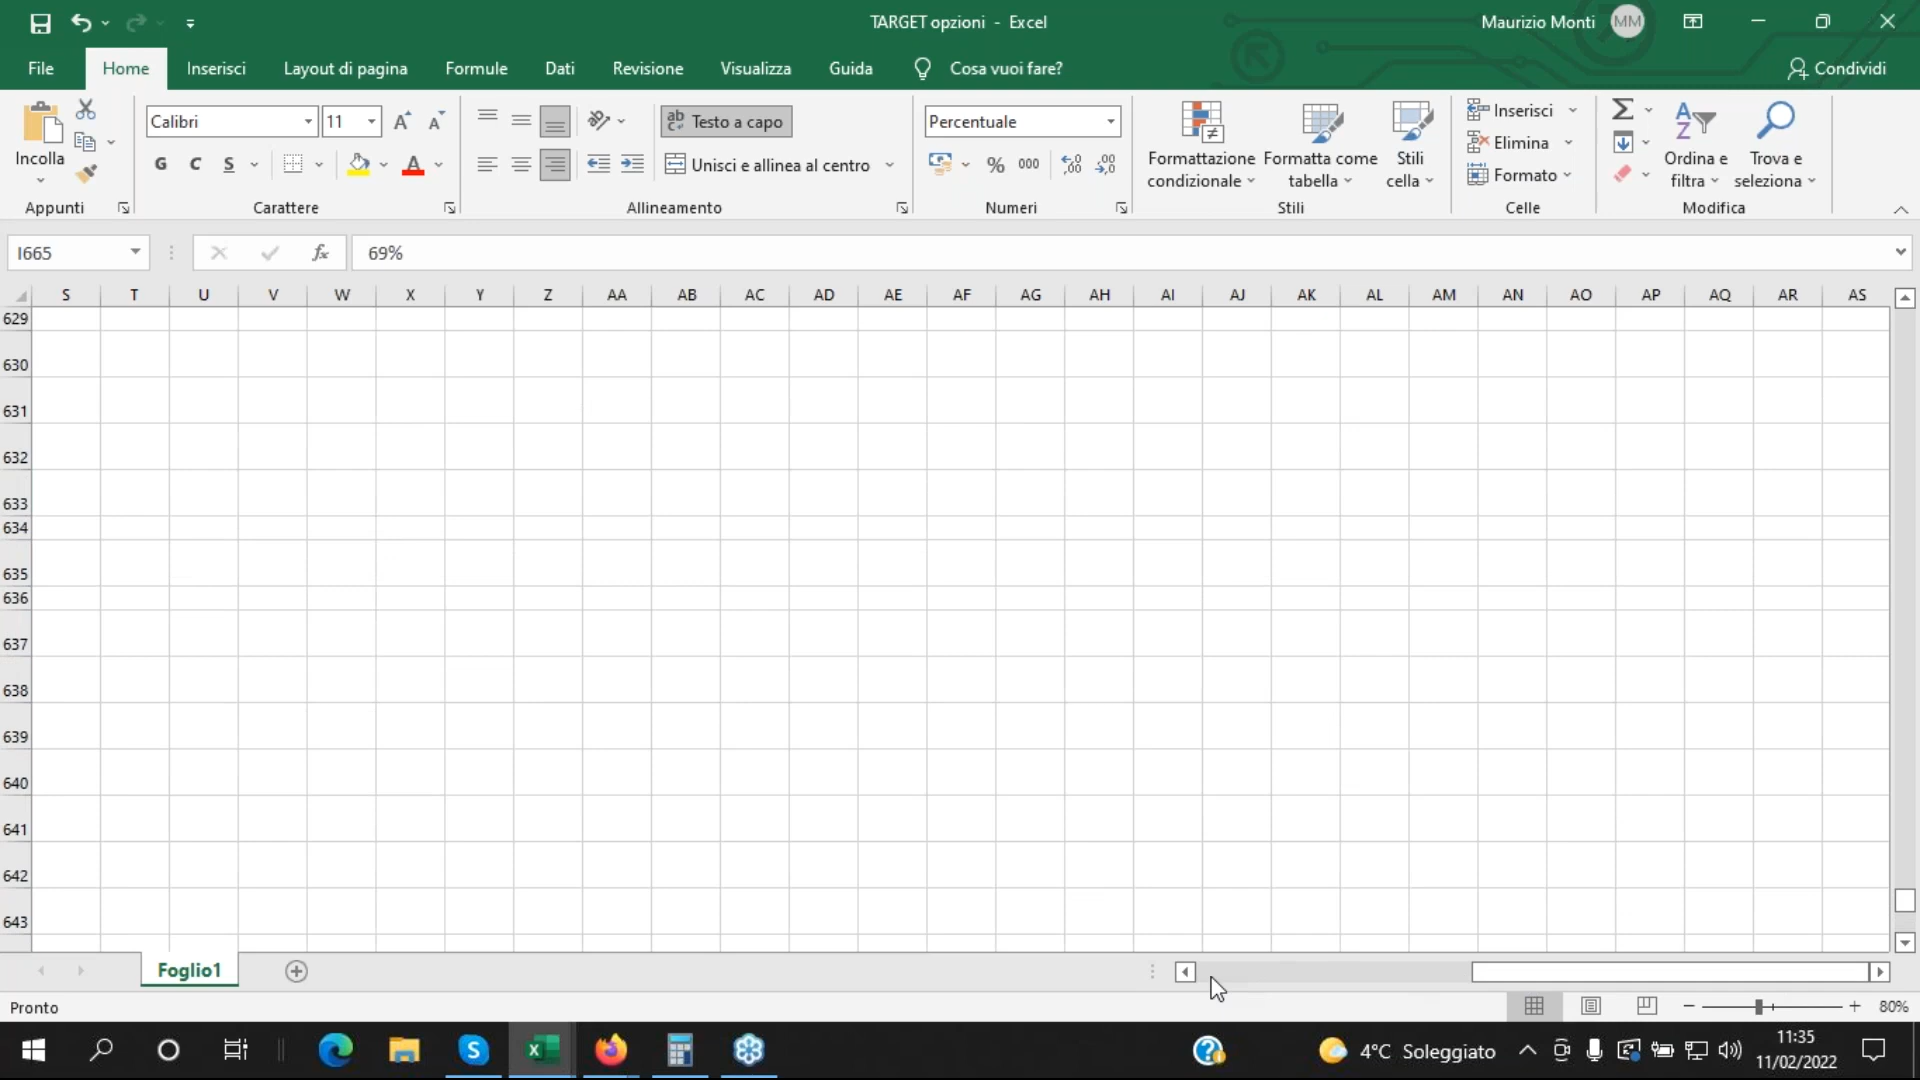 TARGET opzioni - Excel
Maurizio Monti MM
File Home Inserisci Layout di pagina Formule Dati Revisione Visualizza Guida Cosa vuoi fare? Condividi
Incolla
Appunti
Calibri 11
G C S
Carattere
Testo a capo
Unisci e allinea al centro
Allineamento
Percentuale
% 000
Numeri
Formattazione condizionale
Formatta come tabella
Stili cella
Stili
Inserisci
Elimina
Formato
Celle
Ordina e filtra
Trova e seleziona
Modifica
I665 fx 69%
S T U V W X Y Z AA AB AC AD AE AF AG AH AI AJ AK AL AM AN AO AP AQ AR AS
629
630
631
632
633
634
635
636
637
638
639
640
641
642
643
Foglio1
Pronto 80%
4°C Soleggiato
11:35
11/02/2022